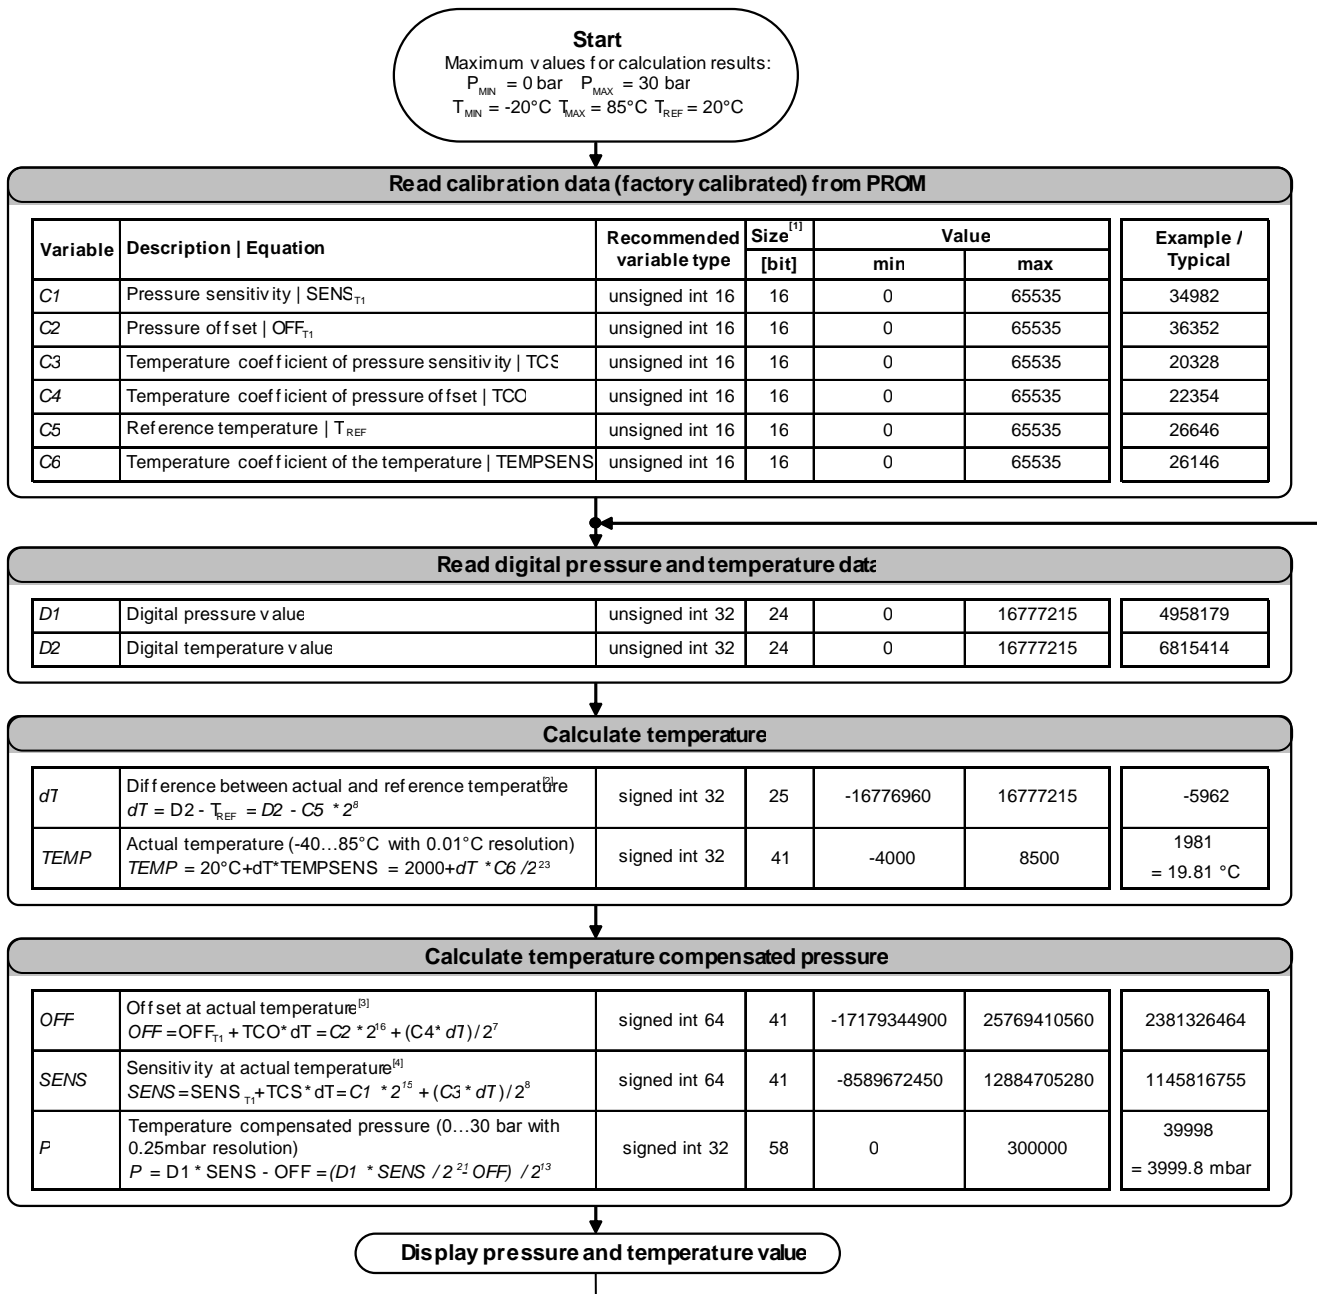 Start
Maximum values for calculation results:
P_MIN = 0 bar P_MAX = 30 bar
T_MIN = -20°C T_MAX = 85°C T_REF = 20°C
Read calibration data (factory calibrated) from PROM
Variable | Description | Equation | Recommended variable type | Size[1] [bit] | Value min | max | Example / Typical
C1 Pressure sensitivity | SENS_T1 unsigned int 16 16 0 65535 34982
C2 Pressure offset | OFF_T1 unsigned int 16 16 0 65535 36352
C3 Temperature coefficient of pressure sensitivity | TCS unsigned int 16 16 0 65535 20328
C4 Temperature coefficient of pressure offset | TCO unsigned int 16 16 0 65535 22354
C5 Reference temperature | T_REF unsigned int 16 16 0 65535 26646
C6 Temperature coefficient of the temperature | TEMPSENS unsigned int 16 16 0 65535 26146
Read digital pressure and temperature data
D1 Digital pressure value unsigned int 32 24 0 16777215 4958179
D2 Digital temperature value unsigned int 32 24 0 16777215 6815414
Calculate temperature
dT Difference between actual and reference temperature[2]
dT = D2 - T_REF = D2 - C5 * 2^8
signed int 32 25 -16776960 16777215 -5962
TEMP Actual temperature (-40…85°C with 0.01°C resolution)
TEMP = 20°C+dT*TEMPSENS = 2000+dT * C6 /2^23
signed int 32 41 -4000 8500 1981
= 19.81 °C
Calculate temperature compensated pressure
OFF Offset at actual temperature[3]
OFF = OFF_T1 + TCO* dT = C2 * 2^16 + (C4* dT)/ 2^7
signed int 64 41 -17179344900 25769410560 2381326464
SENS Sensitivity at actual temperature[4]
SENS = SENS_T1 + TCS* dT= C1 * 2^15 + (C3 * dT)/ 2^8
signed int 64 41 -8589672450 12884705280 1145816755
P Temperature compensated pressure (0…30 bar with
0.25mbar resolution)
P = D1 * SENS - OFF = (D1 * SENS / 2^21 - OFF) / 2^13
signed int 32 58 0 300000 39998
= 3999.8 mbar
Display pressure and temperature value